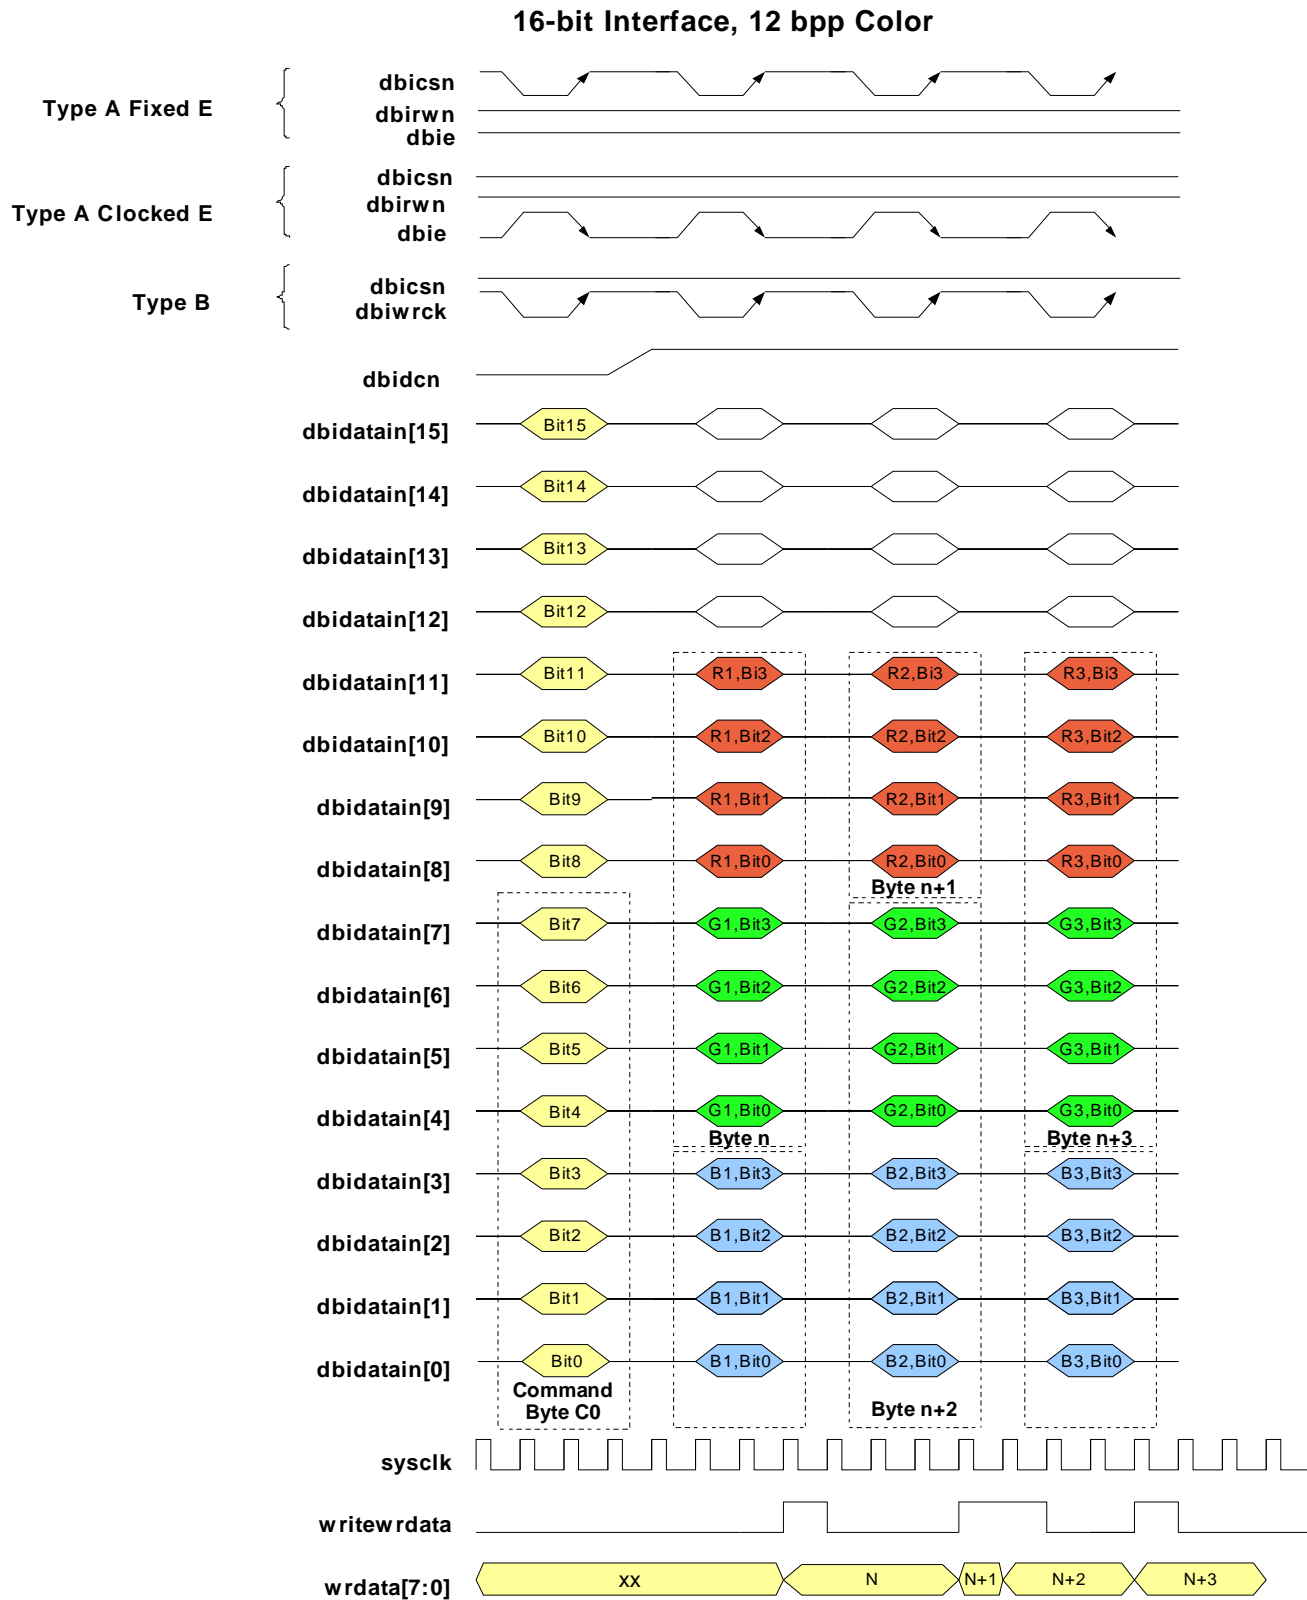 16-bit Interface, 12 bpp Color
Type A Fixed E
dbicsn
dbirwn
dbie
Type A Clocked E
dbicsn
dbirwn
dbie
Type B
dbicsn
dbiwrck
dbidcn
dbidatain[15] Bit15
dbidatain[14] Bit14
dbidatain[13] Bit13
dbidatain[12] Bit12
dbidatain[11] Bit11 R1,Bi3 R2,Bi3 R3,Bi3
dbidatain[10] Bit10 R1,Bit2 R2,Bit2 R3,Bit2
dbidatain[9] Bit9 R1,Bit1 R2,Bit1 R3,Bit1
dbidatain[8] Bit8 R1,Bit0 R2,Bit0 R3,Bit0
Byte n+1
dbidatain[7] Bit7 G1,Bit3 G2,Bit3 G3,Bit3
dbidatain[6] Bit6 G1,Bit2 G2,Bit2 G3,Bit2
dbidatain[5] Bit5 G1,Bit1 G2,Bit1 G3,Bit1
dbidatain[4] Bit4 G1,Bit0 G2,Bit0 G3,Bit0
Byte n Byte n+3
dbidatain[3] Bit3 B1,Bit3 B2,Bit3 B3,Bit3
dbidatain[2] Bit2 B1,Bit2 B2,Bit2 B3,Bit2
dbidatain[1] Bit1 B1,Bit1 B2,Bit1 B3,Bit1
dbidatain[0] Bit0 B1,Bit0 B2,Bit0 B3,Bit0
Command
Byte C0 Byte n+2
sysclk
writewrdata
wrdata[7:0] XX N N+1 N+2 N+3